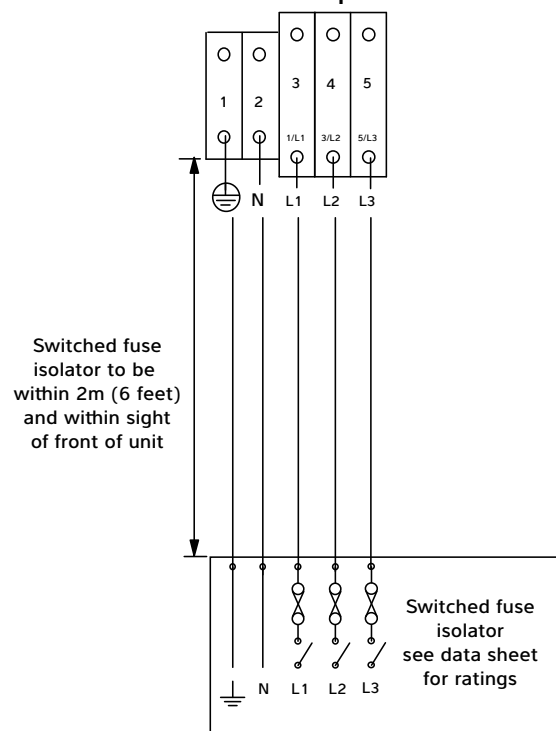 3 4 5
1 2
1/L1 3/L2 5/L3
N L1 L2 L3
Switched fuse
isolator to be
within 2m (6 feet)
and within sight
of front of unit
Switched fuse
isolator
see data sheet
for ratings
N L1 L2 L3